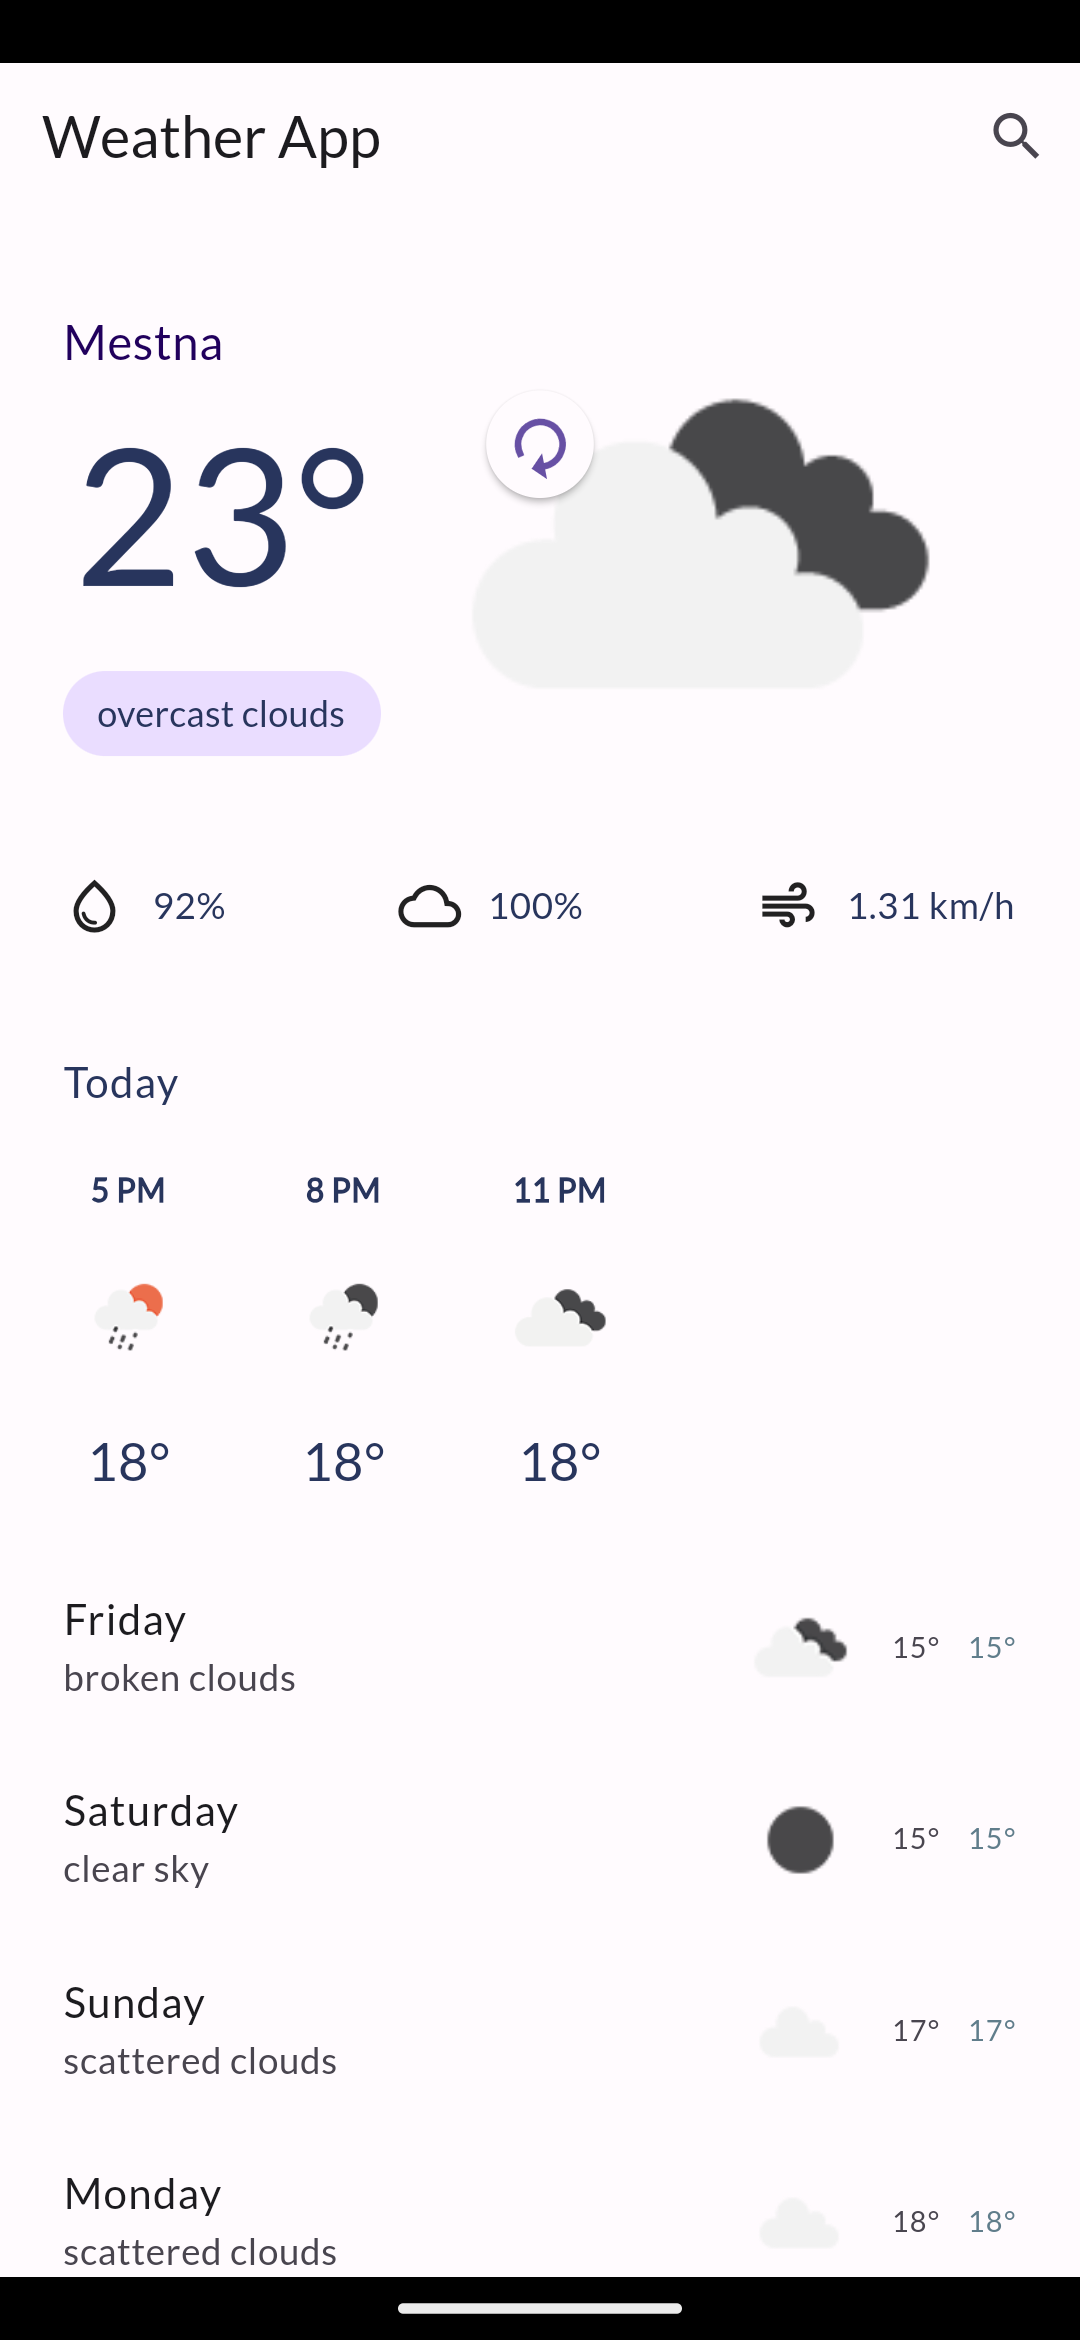 Weather App
Mestna
23°
overcast clouds
92% 100% 1.31 km/h
Today
5 PM 8 PM 11 PM
18° 18° 18°
Friday
broken clouds
15° 15°
Saturday
clear sky
15° 15°
Sunday
scattered clouds
17° 17°
Monday
scattered clouds
18° 18°